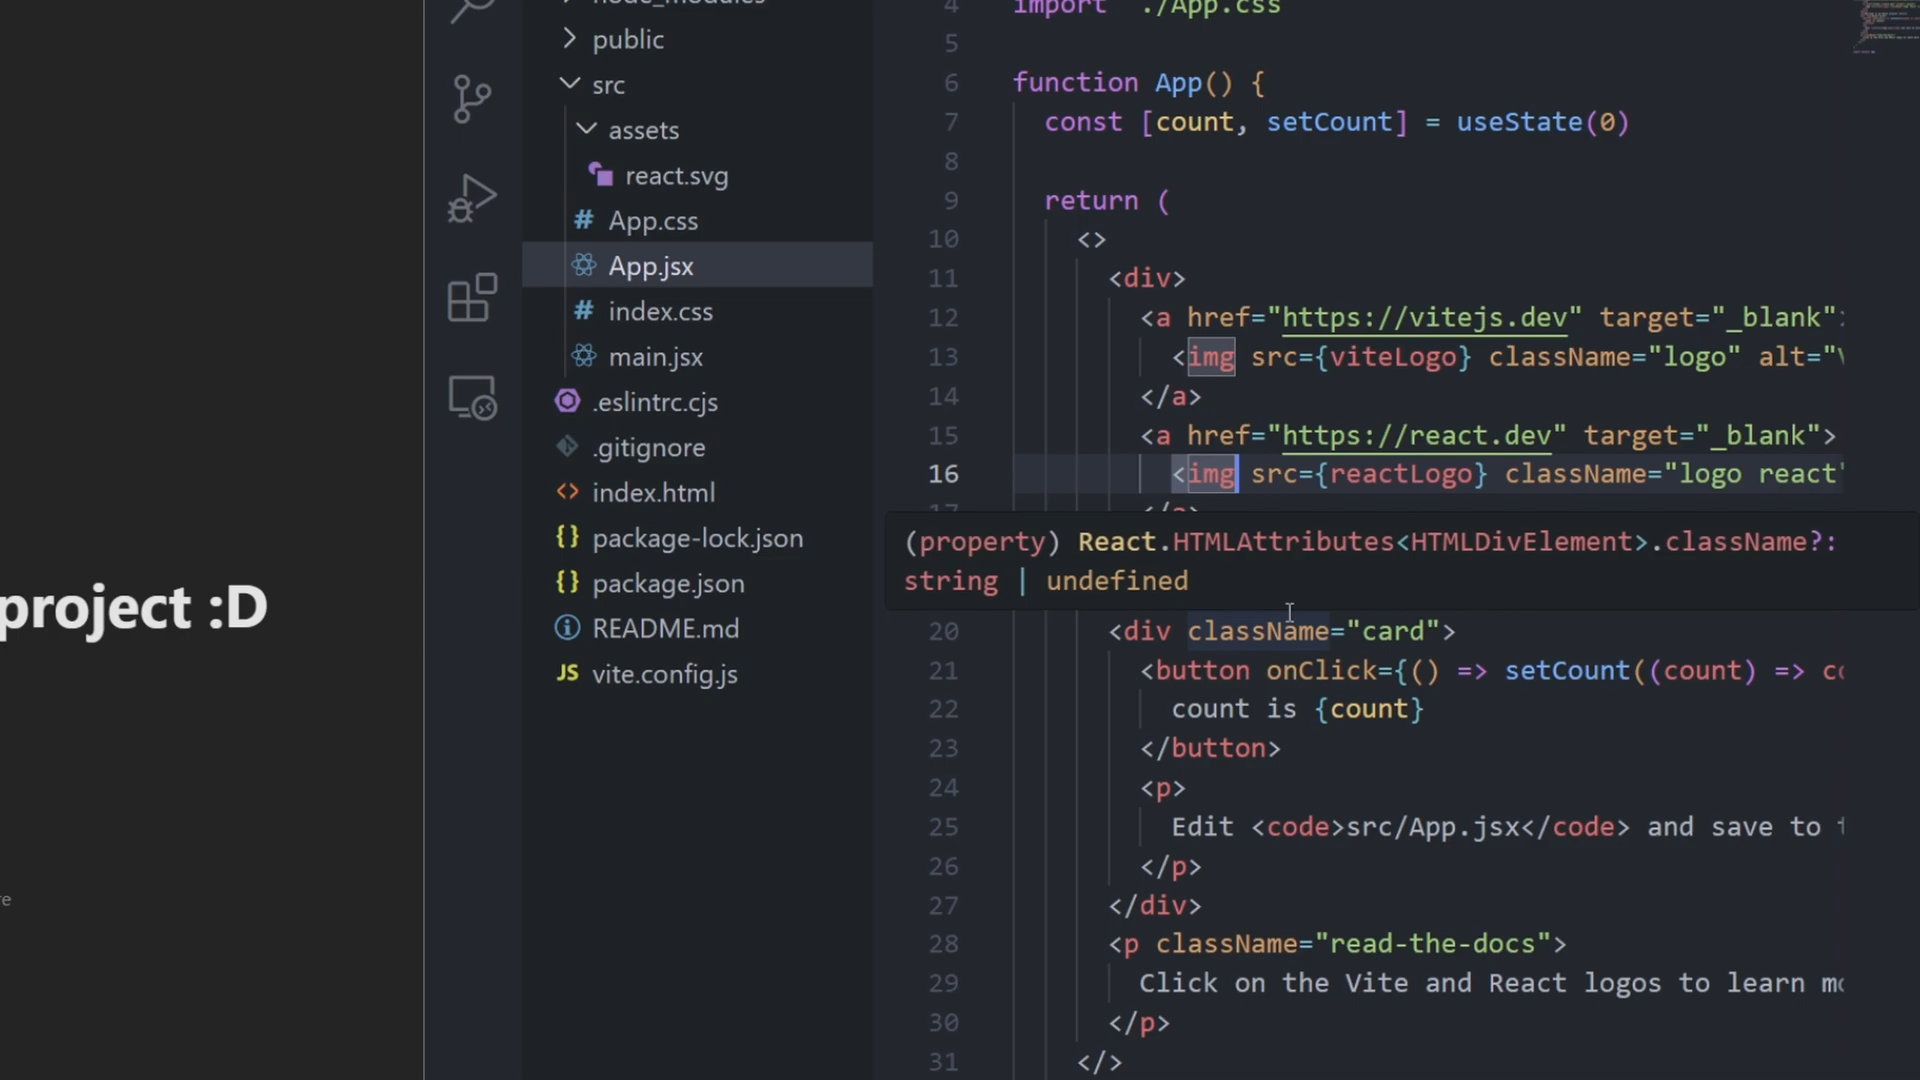 project :D
node_modules
public
src
assets
react.svg
App.css
App.jsx
index.css
main.jsx
.eslintrc.cjs
.gitignore
index.html
package-lock.json
package.json
README.md
vite.config.js
4 import './App.css
5
6 function App() {
7 const [count, setCount] = useState(0)
8
9 return (
10 <>
11 <div>
12 <a href="https://vitejs.dev" target="_blank">
13 <img src={viteLogo} className="logo" alt="V
14 </a>
15 <a href="https://react.dev" target="_blank">
16 <img src={reactLogo} className="logo react"
17 </a>
(property) React.HTMLAttributes<HTMLDivElement>.className?:
string | undefined
20 <div className="card">
21 <button onClick={() => setCount((count) => co
22 count is {count}
23 </button>
24 <p>
25 Edit <code>src/App.jsx</code> and save to t
26 </p>
27 </div>
28 <p className="read-the-docs">
29 Click on the Vite and React logos to learn mo
30 </p>
31 </>